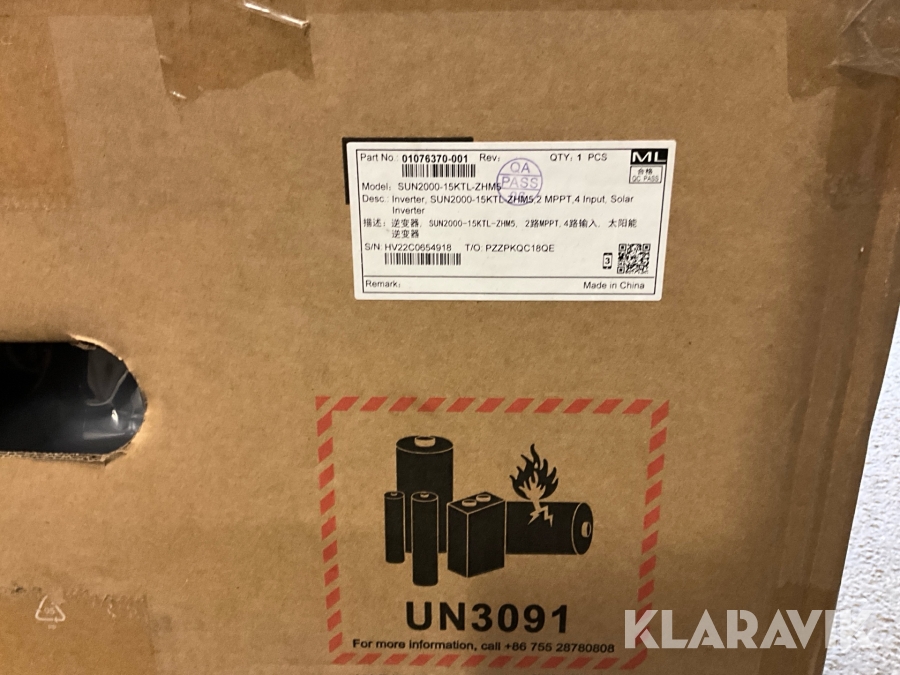 Part No.: 01076370-001 Rev: QTY: 1 PCS ML
合格
QC PASS
QA
PASS
Model: SUN2000-15KTL-ZHM5
Desc.: Inverter, SUN2000-15KTL-ZHM5,2 MPPT,4 Input, Solar
Inverter
描述: 逆变器, SUN2000-15KTL-ZHM5, 2路MPPT, 4路输入, 太阳能
逆变器
S/N: HV22C0654918 T/O: PZZPKQC18QE
3
Remark: Made in China
UN3091
For more information, call +86 755 28780808
KLARAVIK